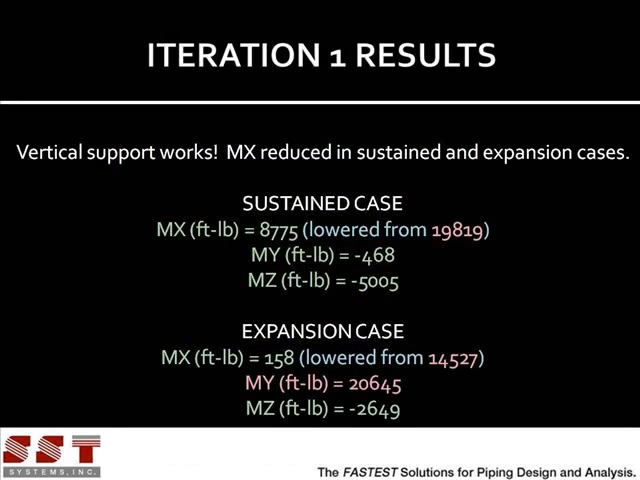 ITERATION 1 RESULTS
Vertical support works! MX reduced in sustained and expansion cases.
SUSTAINED CASE
MX (ft-lb) = 8775 (lowered from 19819)
MY (ft-lb) = -468
MZ (ft-lb) = -5005
EXPANSION CASE
MX (ft-lb) = 158 (lowered from 14527)
MY (ft-lb) = 20645
MZ (ft-lb) = -2649
SST
SYSTEMS, INC.
The FASTEST Solutions for Piping Design and Analysis.